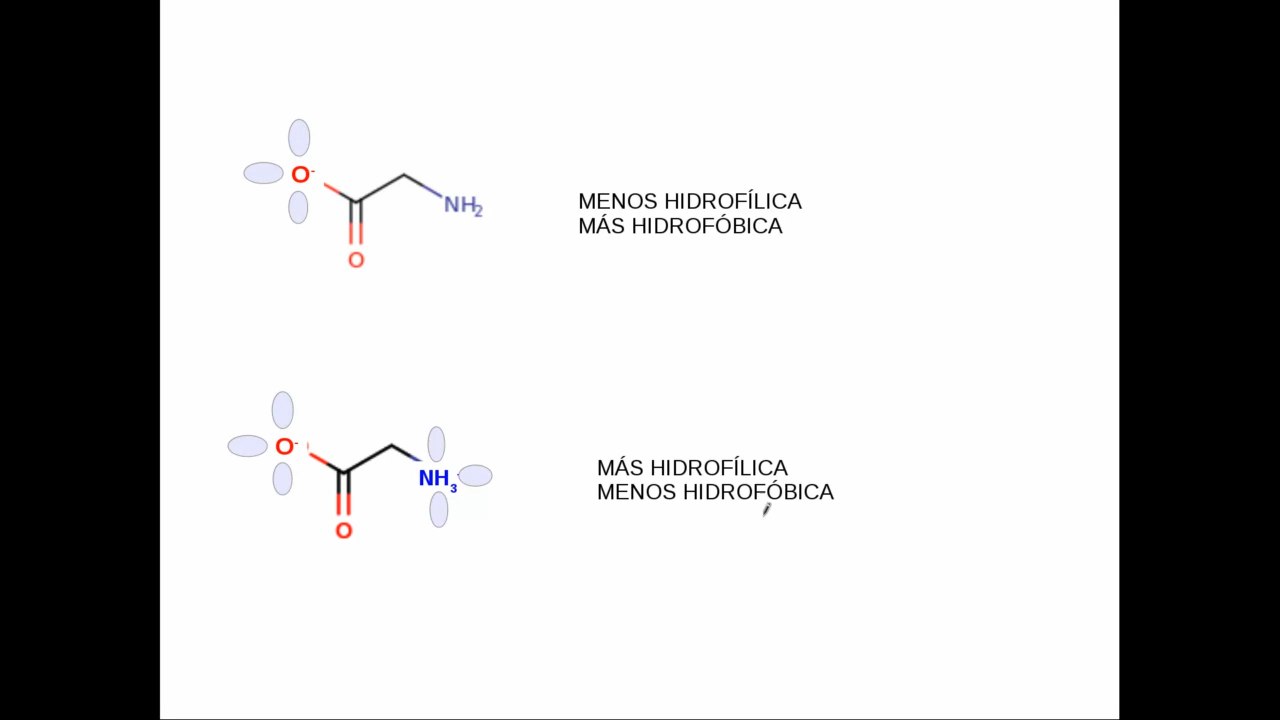 O-
NH2
O
MENOS HIDROFÍLICA
MÁS HIDROFÓBICA
O-
NH3
O
MÁS HIDROFÍLICA
MENOS HIDROFÓBICA